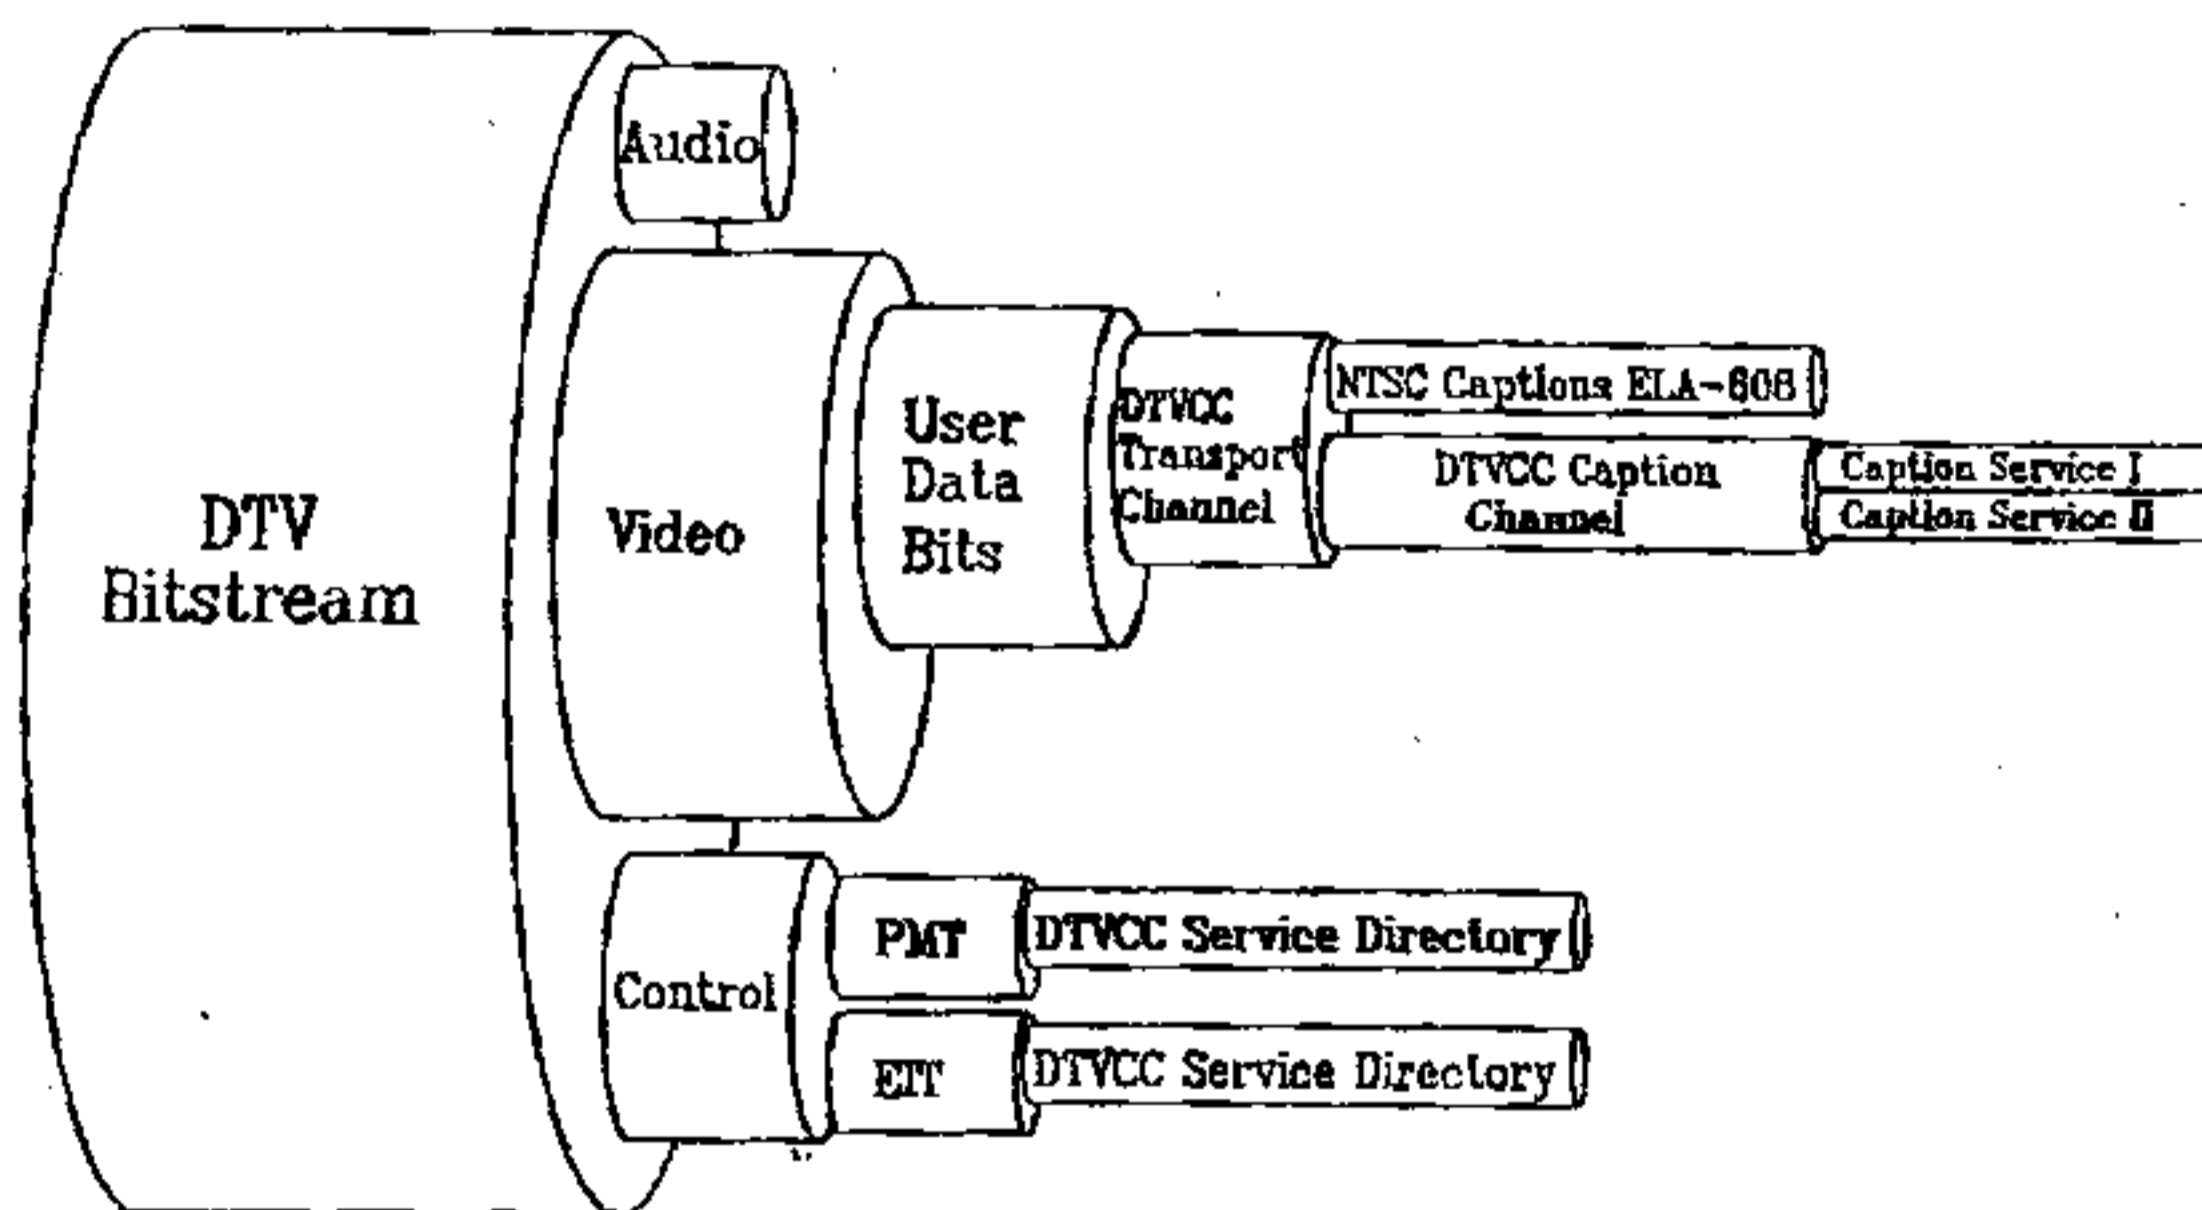 Audio
DTV
Bitstream
Video
User
Data
Bits
DTVCC
Transport
Channel
NTSC Captions ELA-608
DTVCC Caption
Channel
Caption Service I
Caption Service II
Control
PMT
DTVCC Service Directory
EIT
DTVCC Service Directory